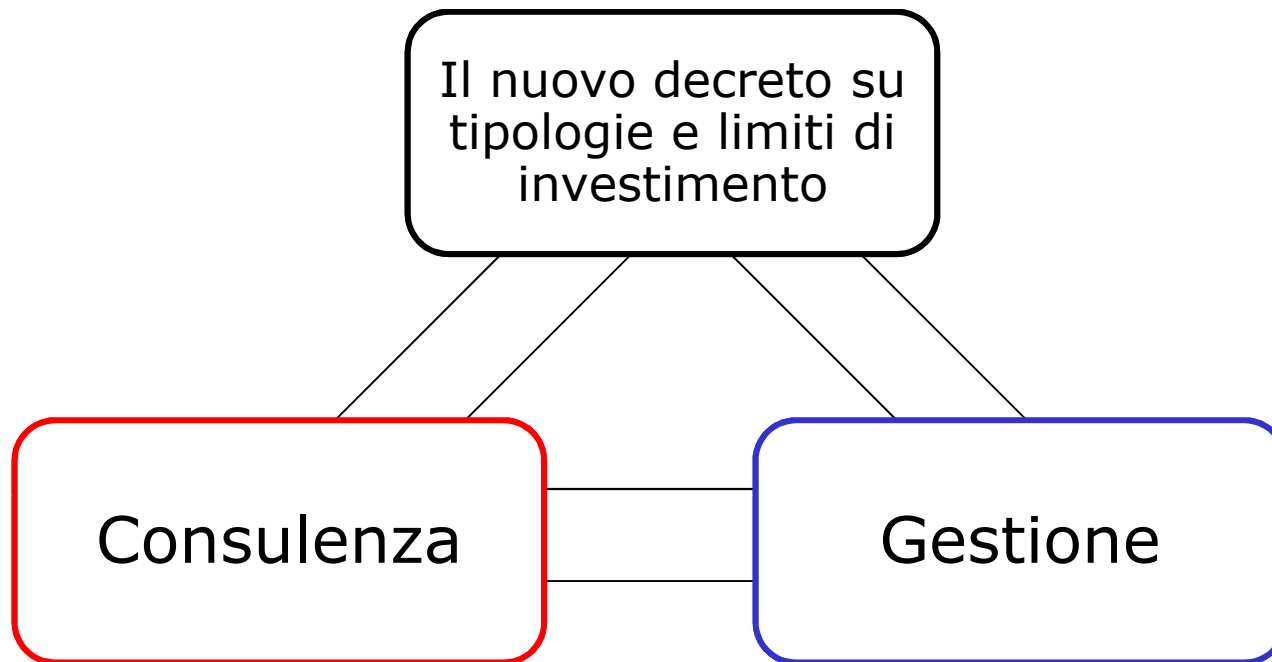 Il nuovo decreto su
tipologie e limiti di
investimento
Consulenza
Gestione